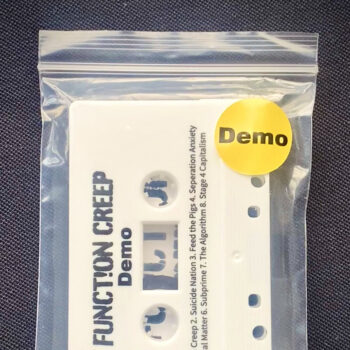 Demo
FUNCTION CREEP
Demo
Creep 2. Suicide Nation 3. Feed the Pigs 4. Seperation Anxiety
al Matter 6. Subprime 7. The Algorithm 8. Stage 4 Capitalism